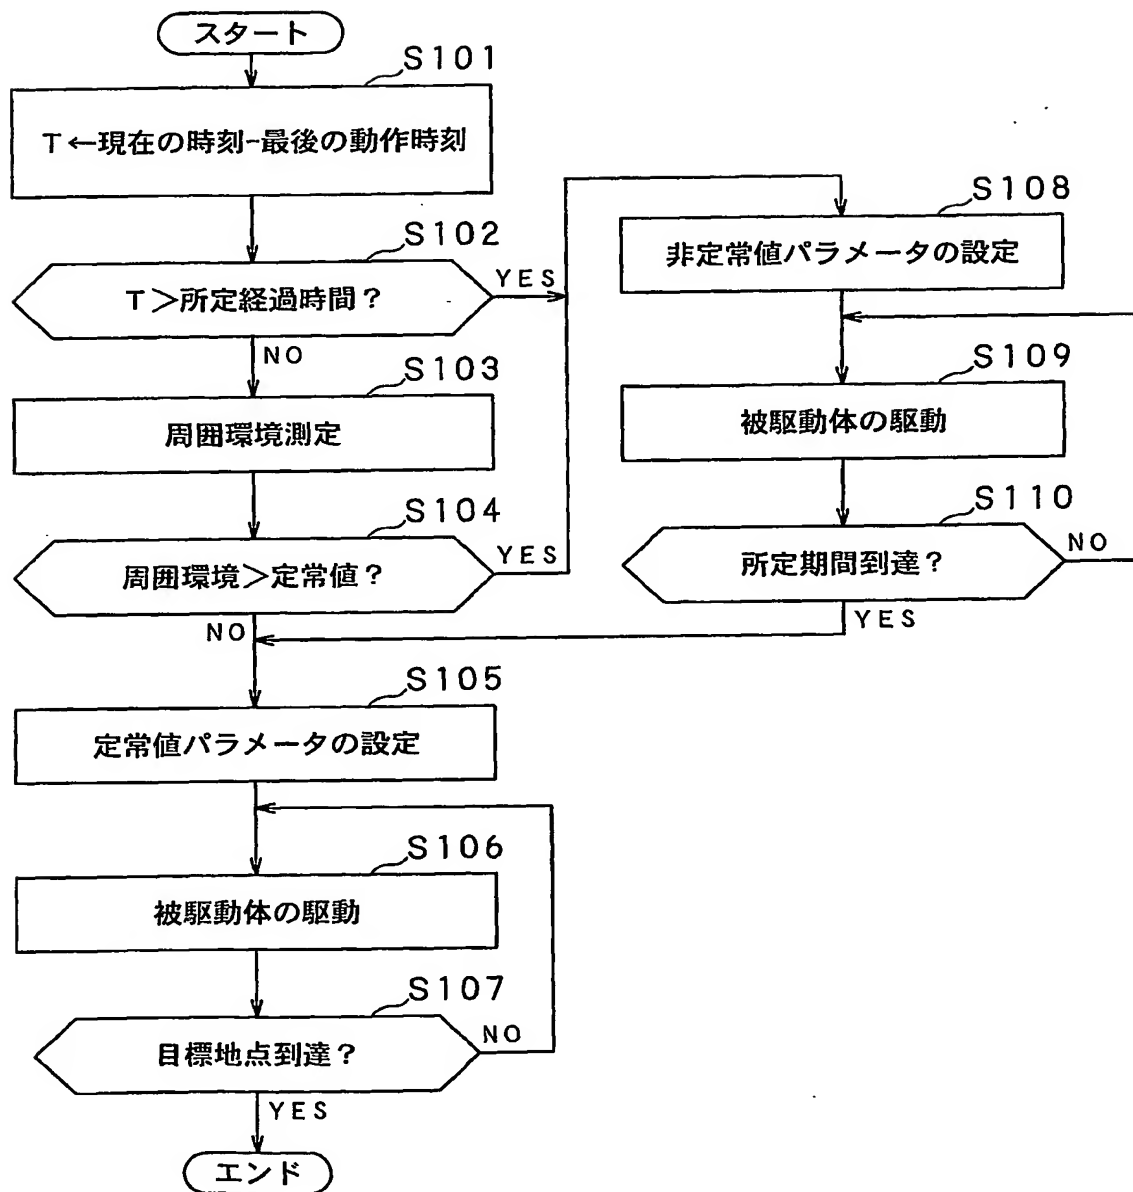 スタート
S101
T←現在の時刻-最後の動作時刻
S102
T>所定経過時間?
YES
NO
S103
周囲環境測定
S104
周囲環境>定常値?
YES
NO
S105
定常値パラメータの設定
S106
被駆動体の駆動
S107
目標地点到達?
NO
YES
エンド
S108
非定常値パラメータの設定
S109
被駆動体の駆動
S110
所定期間到達?
NO
YES